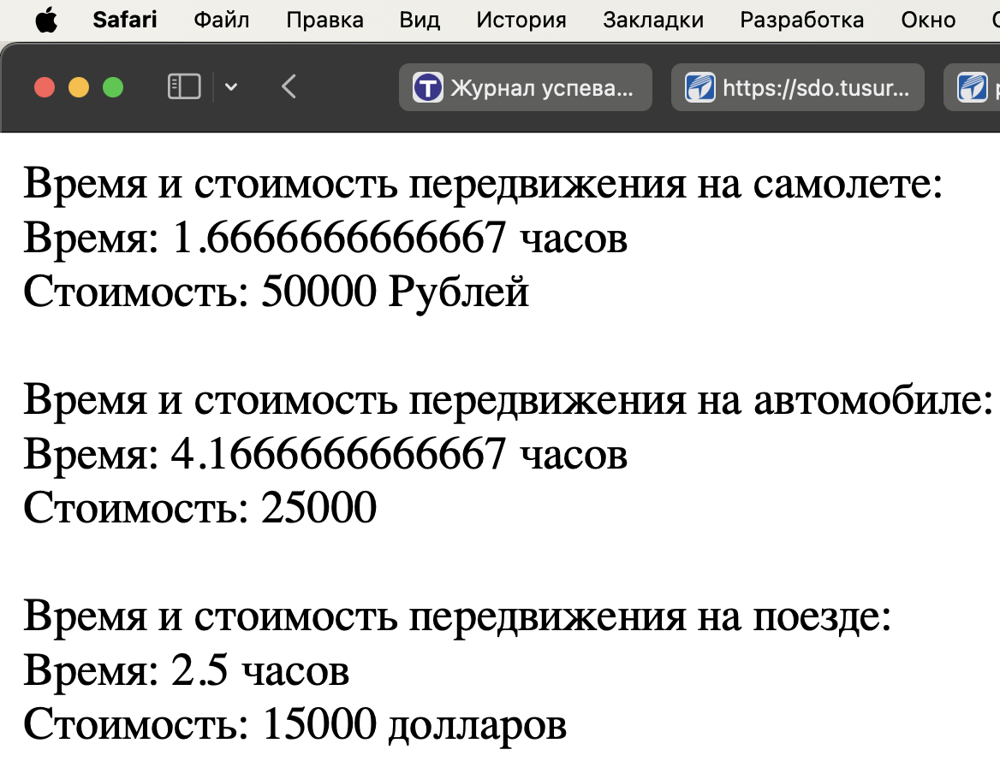 Safari Файл Правка Вид История Закладки Разработка Окно
Журнал успева... https://sdo.tusur...
Время и стоимость передвижения на самолете:
Время: 1.6666666666667 часов
Стоимость: 50000 Рублей
Время и стоимость передвижения на автомобиле:
Время: 4.1666666666667 часов
Стоимость: 25000
Время и стоимость передвижения на поезде:
Время: 2.5 часов
Стоимость: 15000 долларов